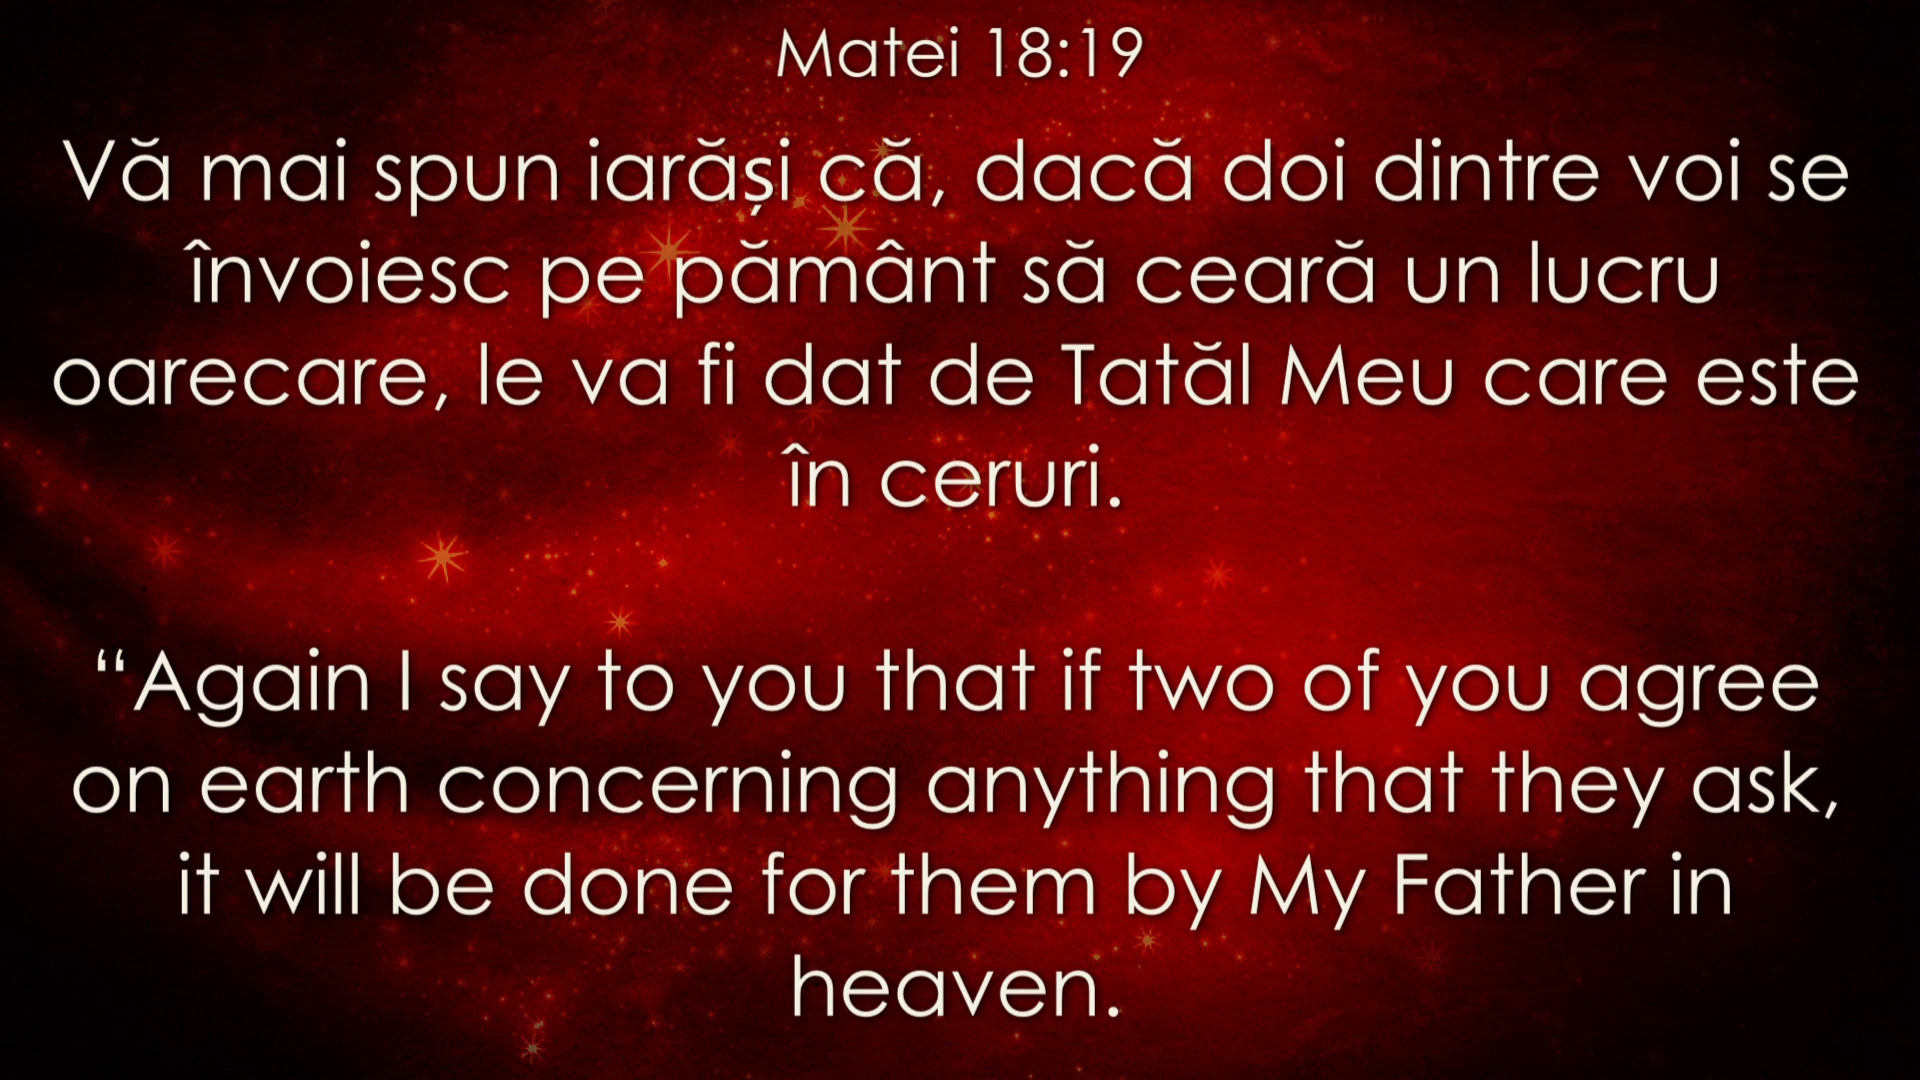 Matei 18:19
Vă mai spun iarăși că, dacă doi dintre voi se
învoiesc pe pământ să ceară un lucru
oarecare, le va fi dat de Tatăl Meu care este
în ceruri.
“Again I say to you that if two of you agree
on earth concerning anything that they ask,
it will be done for them by My Father in
heaven.